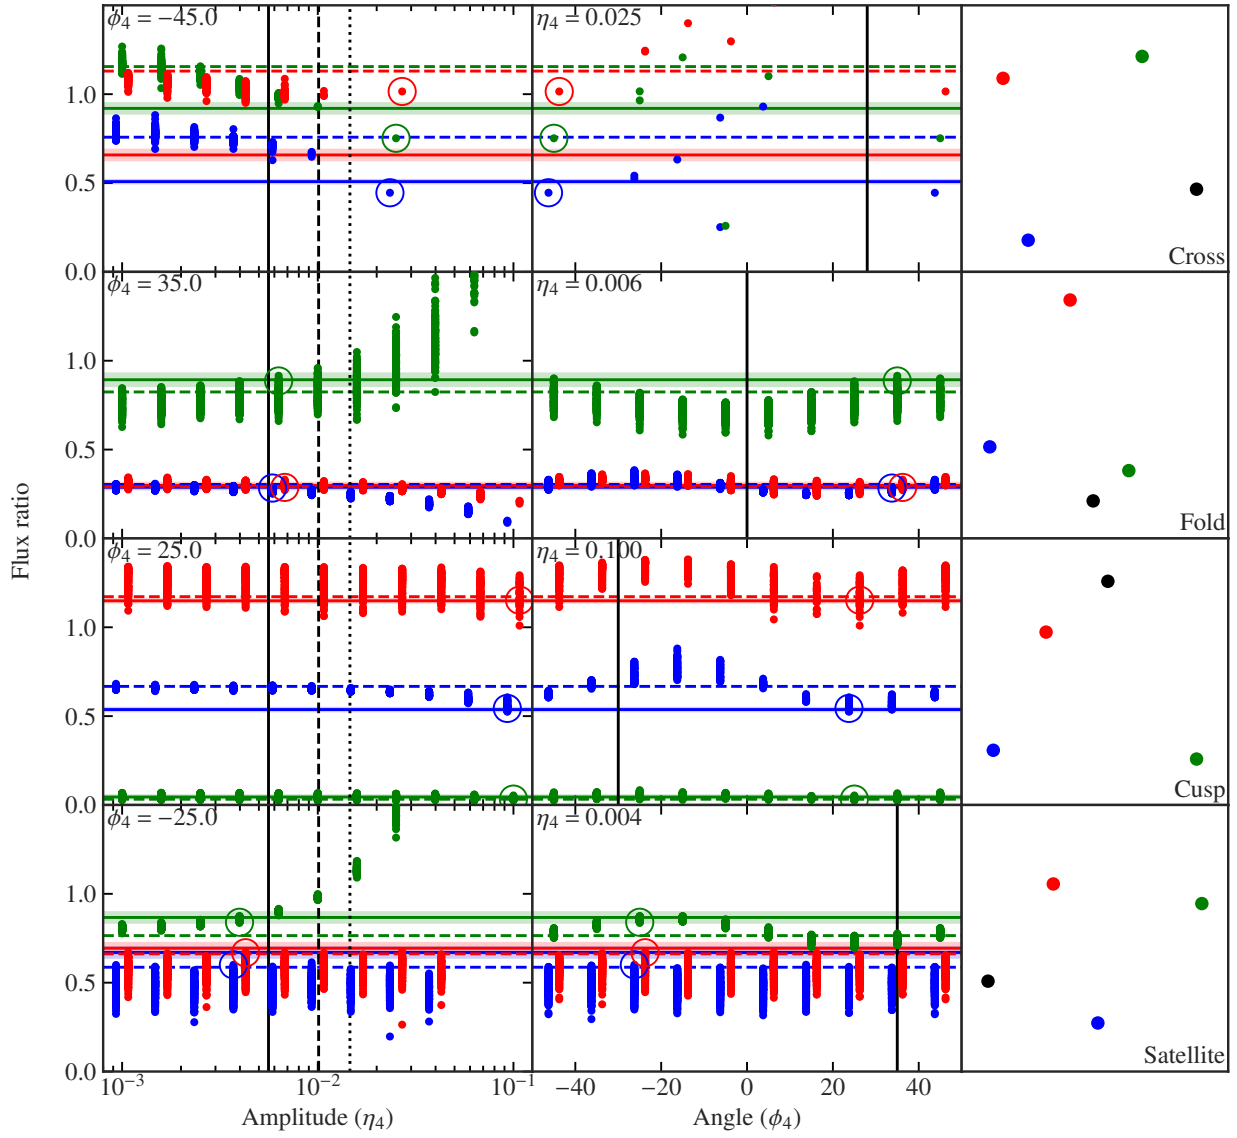 ϕ₄ = −45.0
η₄ = 0.025
1.0
0.5
0.0
Cross
ϕ₄ = 35.0
η₄ = 0.006
1.0
0.5
0.0
Fold
Flux ratio
ϕ₄ = 25.0
η₄ = 0.100
1.0
0.5
0.0
Cusp
ϕ₄ = −25.0
η₄ = 0.004
1.0
0.5
0.0
Satellite
10⁻³ 10⁻² 10⁻¹ −40 −20 0 20 40
Amplitude (η₄) Angle (ϕ₄)